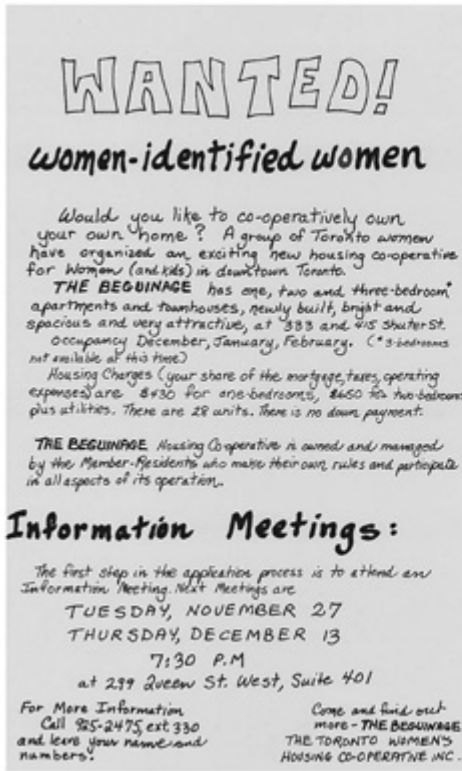 WANTED!
women-identified women
Would you like to co-operatively own
your own home? A group of Toronto women
have organized an exciting new housing co-operative
for Women (and kids) in downtown Toronto.
THE BEGUINAGE has one, two and three-bedroom*
apartments and townhouses, newly built, bright and
spacious and very attractive, at 333 and 415 Shuter St.
Occupancy December, January, February. (*3-bedrooms
not available at this time)
Housing Charges (your share of the mortgage, taxes, operating
expenses) are $430 for one-bedrooms, for two-bedrooms
plus utilities. There are 28 units. There is no down payment.
THE BEGUINAGE Housing Co-operative is owned and managed
by the Member-Residents who make their own rules and participate
in all aspects of its operation.
Information Meetings:
The first step in the application process is to attend an
Information Meeting. Next Meetings are
TUESDAY, NOVEMBER 27
THURSDAY, DECEMBER 13
7:30 P.M
at 299 Queen St. West, Suite 401
For More Information
Call 925-2475, ext 330
and leave your name and
numbers!
Come and find out
more - THE BEGUINAGE
THE TORONTO WOMEN'S
HOUSING CO-OPERATIVE INC.